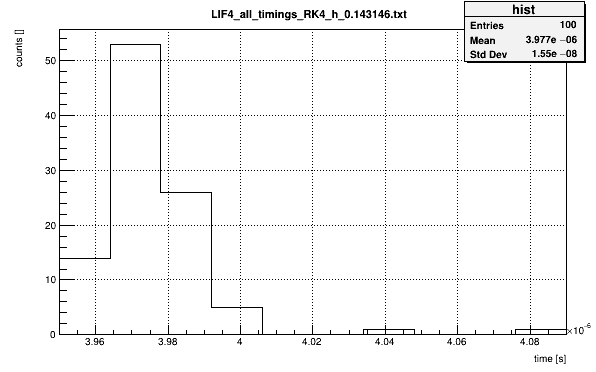 LIF4_all_timings_RK4_h_0.143146.txt
hist
Entries 100
Mean 3.977e −06
Std Dev 1.55e −08
counts []
50
40
30
20
10
0
3.96 3.98 4 4.02 4.04 4.06 4.08
×10⁻⁶
time [s]